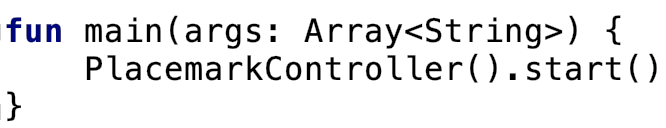 fun main(args: Array<String>) {
    PlacemarkController().start()
}